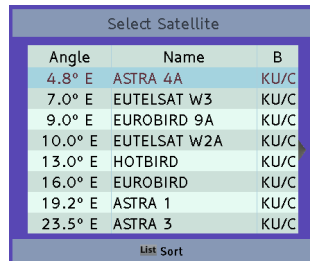 Select Satellite
Angle Name B
4.8° E ASTRA 4A KU/C
7.0° E EUTELSAT W3 KU/C
9.0° E EUROBIRD 9A KU/C
10.0° E EUTELSAT W2A KU/C
13.0° E HOTBIRD KU/C
16.0° E EUROBIRD KU/C
19.2° E ASTRA 1 KU/C
23.5° E ASTRA 3 KU/C
List Sort